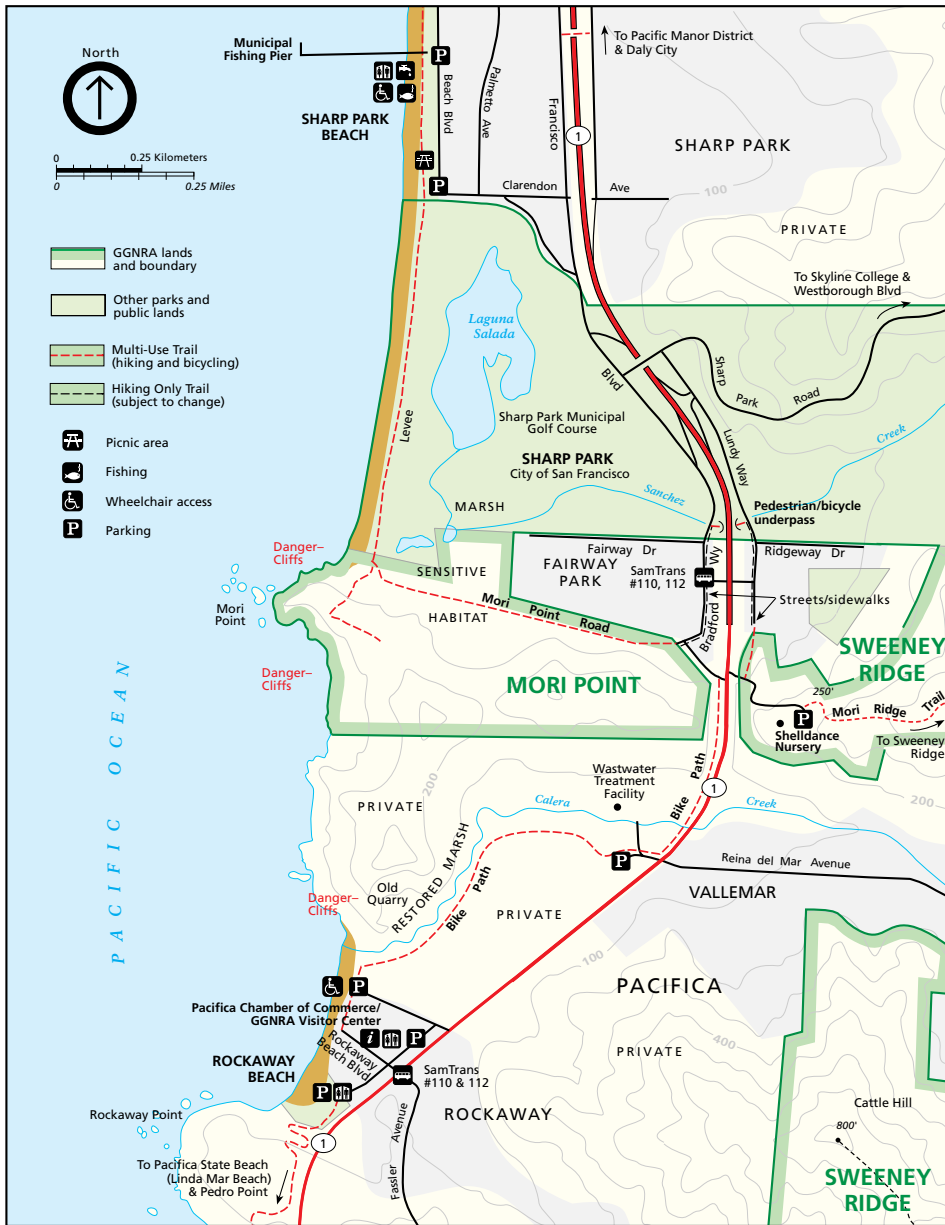 North
0 0.25 Kilometers
0 0.25 Miles
GGNRA lands
and boundary
Other parks and
public lands
Multi-Use Trail
(hiking and bicycling)
Hiking Only Trail
(subject to change)
Picnic area
Fishing
Wheelchair access
P
Parking
Municipal
Fishing Pier
P
SHARP PARK
BEACH
Beach Blvd
Palmetto Ave
Francisco
1
To Pacific Manor District
& Daly City
SHARP PARK
100
P
Clarendon Ave
PRIVATE
To Skyline College &
Westborough Blvd
Laguna
Salada
Blvd
Sharp Park Road
Levee
Sharp Park Municipal
Golf Course
SHARP PARK
City of San Francisco
Lundy Way
Creek
Sanchez
MARSH
Pedestrian/bicycle
underpass
Danger–
Cliffs
Fairway Dr
Ridgeway Dr
SENSITIVE
FAIRWAY
PARK
SamTrans
#110, 112
Bradford Wy
Streets/sidewalks
Mori
Point
HABITAT
Mori Point Road
Danger–
Cliffs
MORI POINT
SWEENEY
RIDGE
250'
P
Mori Ridge Trail
Shelldance
Nursery
To Sweeney
Ridge
PACIFIC OCEAN
200
Wastwater
Treatment
Facility
Bike Path
1
200
PRIVATE
Calera Creek
P
Reina del Mar Avenue
VALLEMAR
RESTORED MARSH
Old
Quarry
Danger–
Cliffs
Bike Path
PRIVATE
100
PACIFICA
P
Pacifica Chamber of Commerce/
GGNRA Visitor Center
i
P
400
PRIVATE
Rockaway
Beach Blvd
ROCKAWAY
BEACH
P
SamTrans
#110 & 112
Rockaway Point
ROCKAWAY
Cattle Hill
800'
1
Fassler Avenue
To Pacifica State Beach
(Linda Mar Beach)
& Pedro Point
SWEENEY
RIDGE